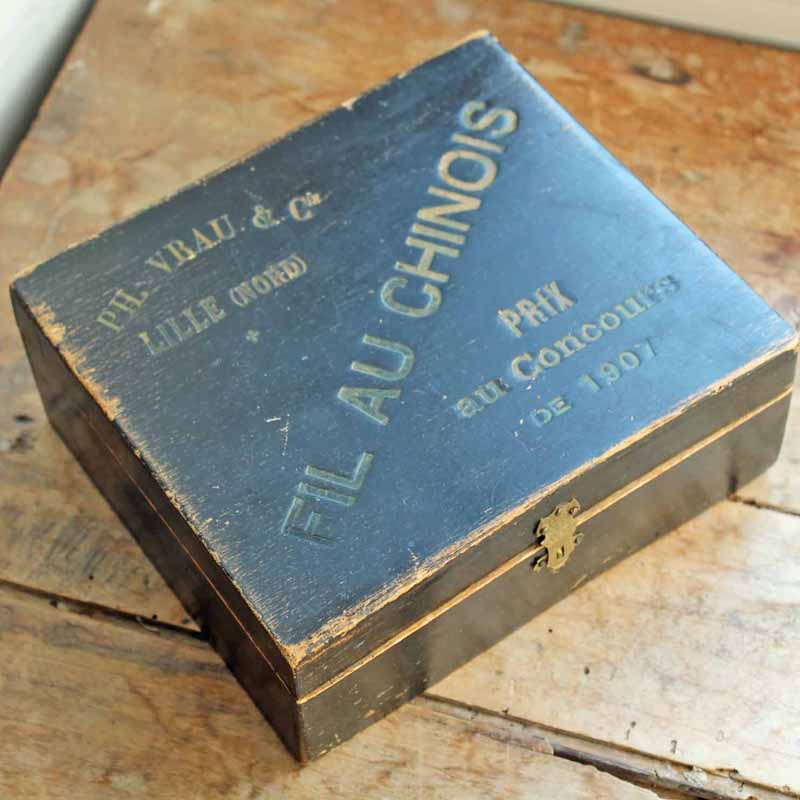 PH. VRAU & Cie
LILLE (NORD)
FIL AU CHINOIS
PRIX
au Concours
DE 1907